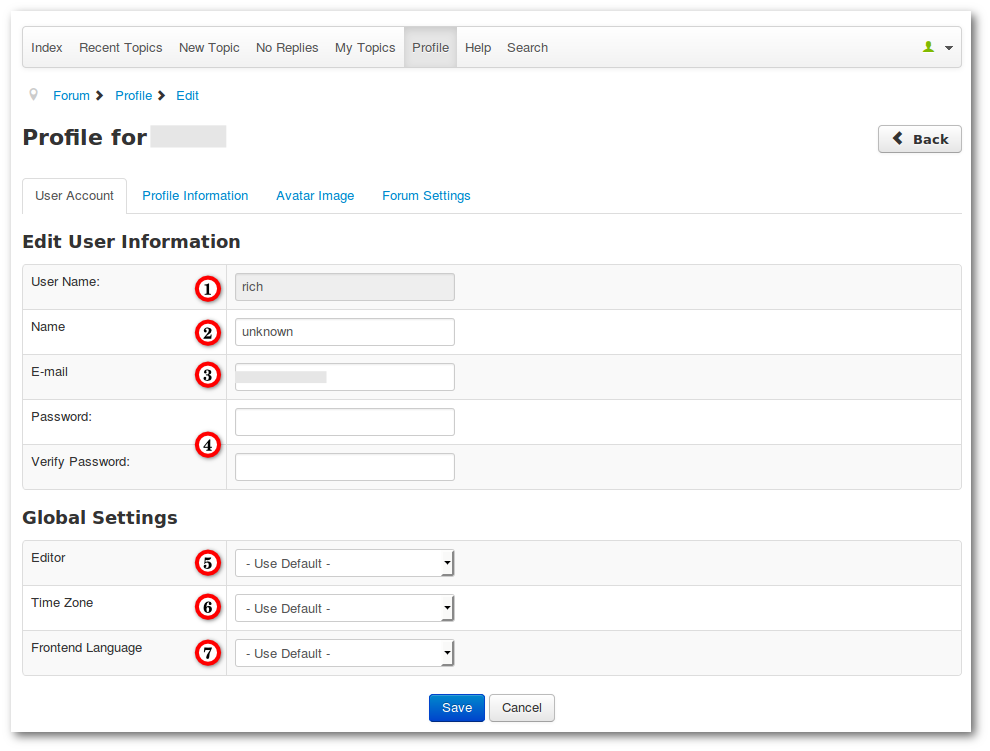 Index Recent Topics New Topic No Replies My Topics Profile Help Search
Forum Profile Edit
Profile for
Back
User Account Profile Information Avatar Image Forum Settings
Edit User Information
User Name: 1 rich
Name 2 unknown
E-mail 3
Password:
4
Verify Password:
Global Settings
Editor 5 - Use Default -
Time Zone 6 - Use Default -
Frontend Language 7 - Use Default -
Save Cancel